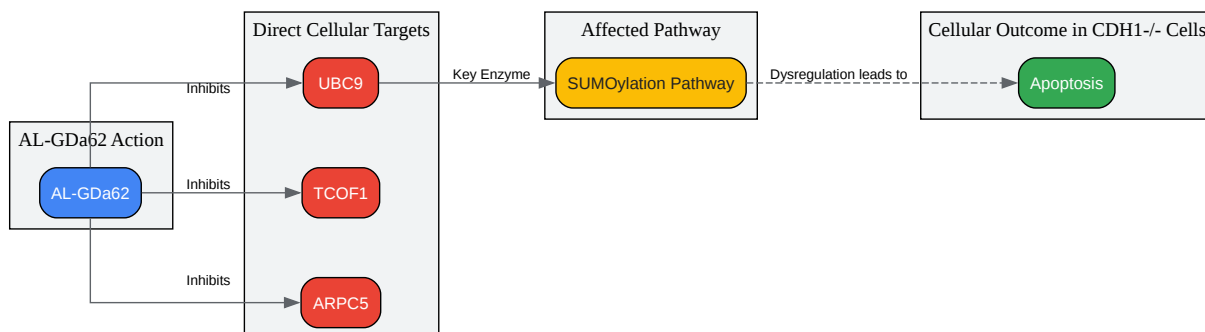 Direct Cellular Targets
Affected Pathway
Cellular Outcome in CDH1-/- Cells
UBC9
Key Enzyme
SUMOylation Pathway
Dysregulation leads to
Apoptosis
Inhibits
AL-GDa62 Action
AL-GDa62
Inhibits
TCOF1
Inhibits
ARPC5